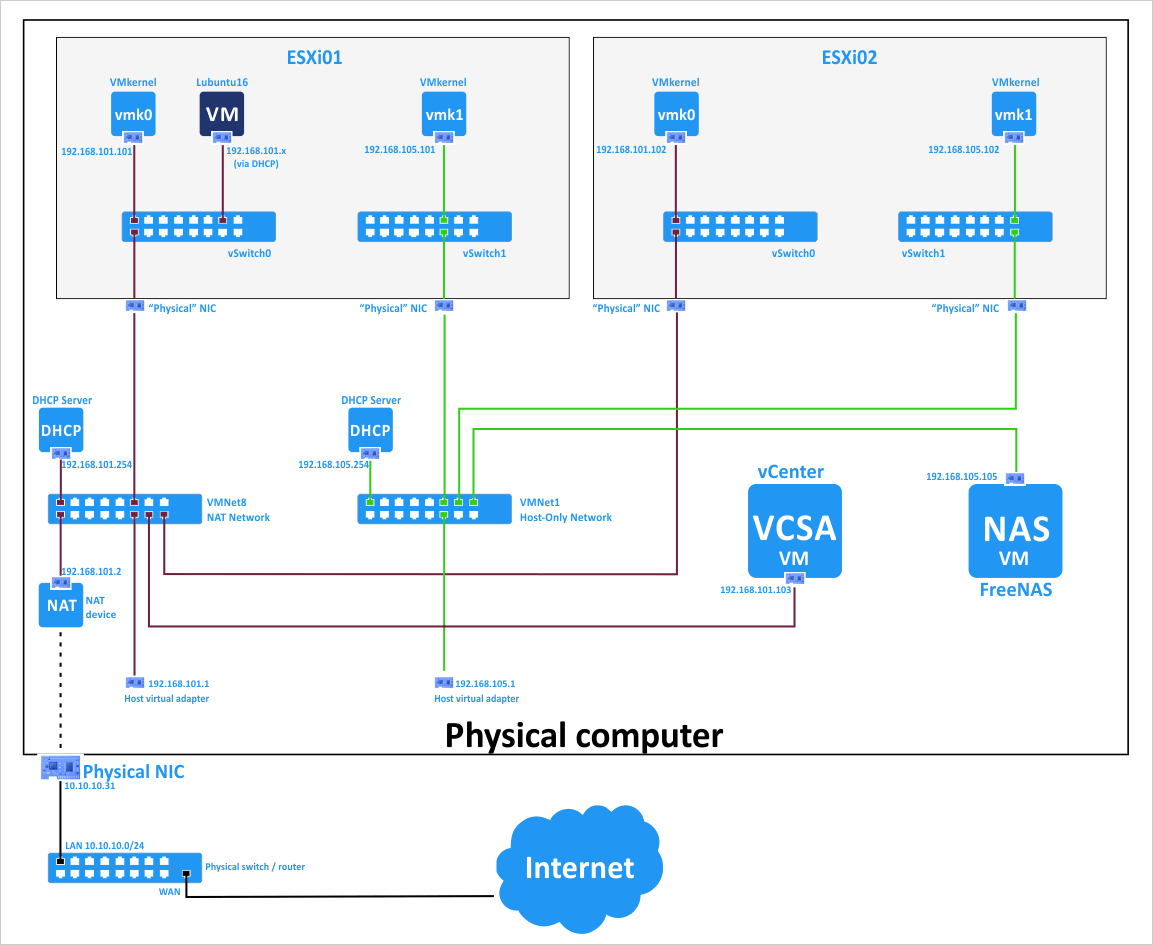 ESXi01
VMkernel
Lubuntu16
VMkernel
vmk0
VM
vmk1
192.168.101.101
192.168.101.x
(via DHCP)
192.168.105.101
vSwitch0
vSwitch1
“Physical” NIC
“Physical” NIC
ESXi02
VMkernel
VMkernel
vmk0
vmk1
192.168.101.102
192.168.105.102
vSwitch0
vSwitch1
“Physical” NIC
“Physical” NIC
DHCP Server
DHCP
192.168.101.254
DHCP Server
DHCP
192.168.105.254
VMNet8
NAT Network
VMNet1
Host-Only Network
vCenter
VCSA
VM
192.168.101.103
192.168.105.105
NAS
VM
FreeNAS
192.168.101.2
NAT
NAT
device
192.168.101.1
Host virtual adapter
192.168.105.1
Host virtual adapter
Physical computer
Physical NIC
10.10.10.31
LAN 10.10.10.0/24
Physical switch / router
WAN
Internet